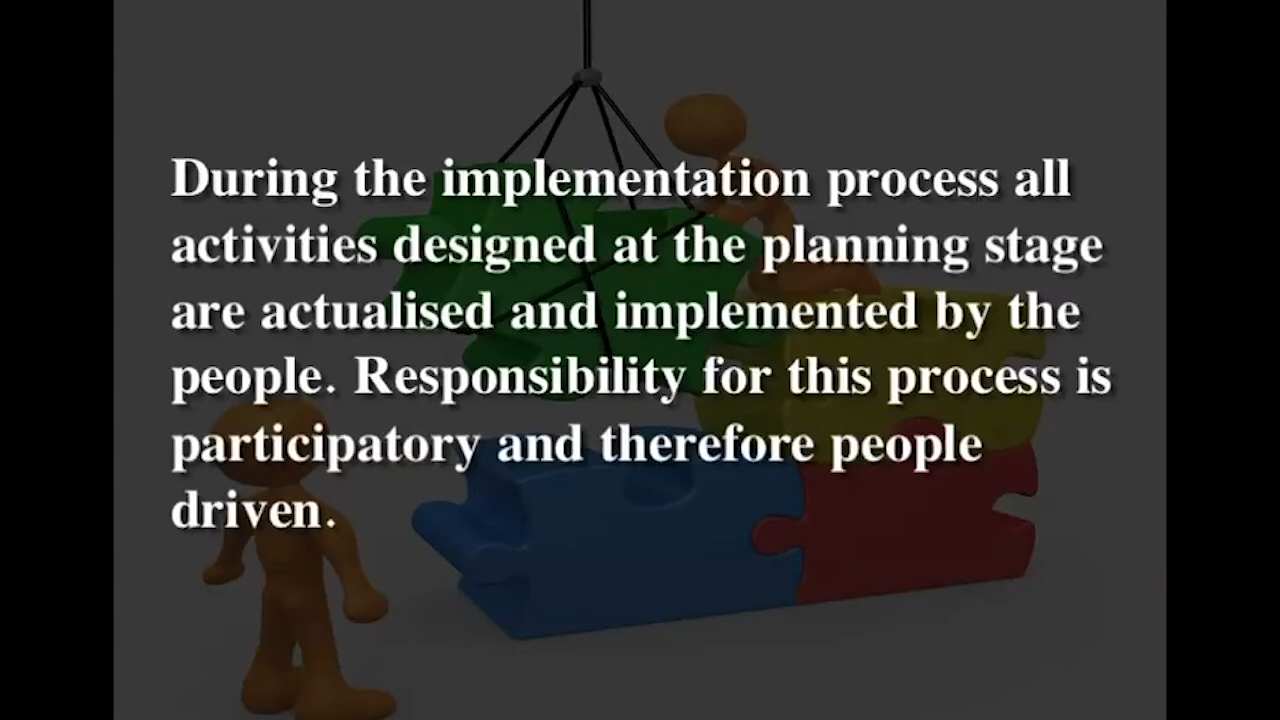 During the implementation process all
activities designed at the planning stage
are actualised and implemented by the
people. Responsibility for this process is
participatory and therefore people
driven.